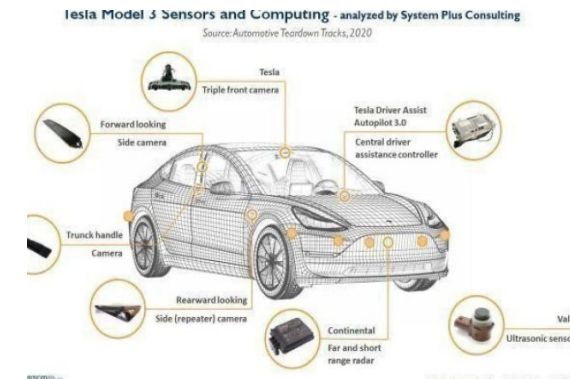 Tesla Model 3 Sensors and Computing - analyzed by System Plus Consulting
Source: Automotive Teardown Tracks, 2020
Tesla
Triple front camera
Forward looking
Side camera
Tesla Driver Assist
Autopilot 3.0
Central driver
assistance controller
Trunck handle
Camera
Rearward looking
Side (repeater) camera
Continental
Far and short
range radar
Val
Ultrasonic senso